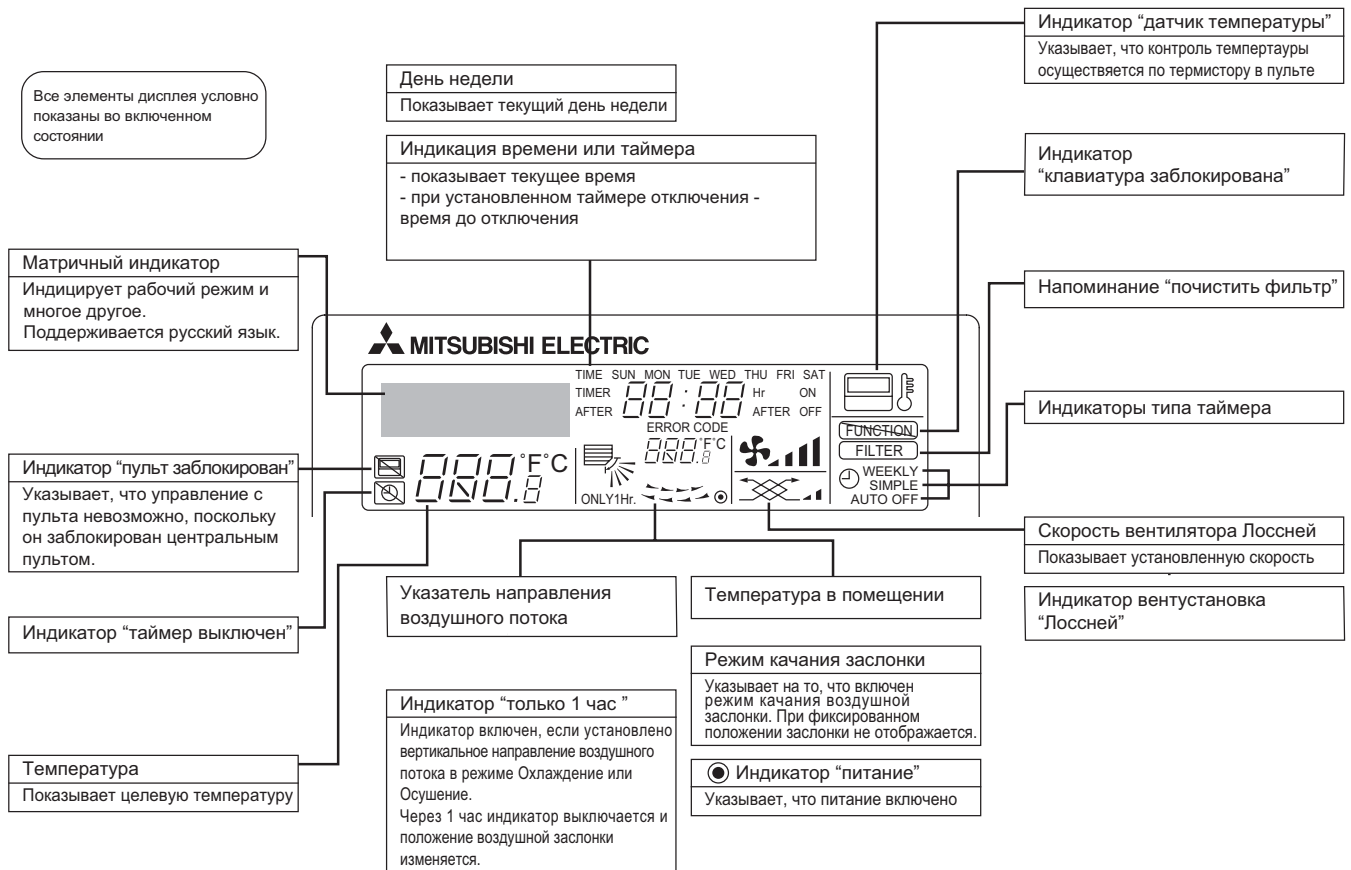 Все элементы дисплея условно
показаны во включенном
состоянии
День недели
Показывает текущий день недели
Индикация времени или таймера
- показывает текущее время
- при установленном таймере отключения -
время до отключения
Индикатор “датчик температуры”
Указывает, что контроль темпертауры
осуществяется по термистору в пульте
Индикатор
“клавиатура заблокирована”
Напоминание “почистить фильтр”
Индикаторы типа таймера
Скорость вентилятора Лоссней
Показывает установленную скорость
Индикатор вентустановка
“Лоссней”
Матричный индикатор
Индицирует рабочий режим и
многое другое.
Поддерживается русский язык.
Индикатор “пульт заблокирован”
Указывает, что управление с
пульта невозможно, поскольку
он заблокирован центральным
пультом.
Индикатор “таймер выключен”
Температура
Показывает целевую температуру
MITSUBISHI ELECTRIC
TIME SUN MON TUE WED THU FRI SAT
TIMER 88:88 Hr ON
AFTER AFTER OFF
ERROR CODE
888.8 °F°C
888.8 °F°C
ONLY1Hr.
FUNCTION
FILTER
WEEKLY
SIMPLE
AUTO OFF
Указатель направления
воздушного потока
Температура в помещении
Индикатор “только 1 час ”
Индикатор включен, если установлено
вертикальное направление воздушного
потока в режиме Охлаждение или
Осушение.
Через 1 час индикатор выключается и
положение воздушной заслонки
изменяется.
Режим качания заслонки
Указывает на то, что включен
режим качания воздушной
заслонки. При фиксированном
положении заслонки не отображается.
Индикатор “питание”
Указывает, что питание включено